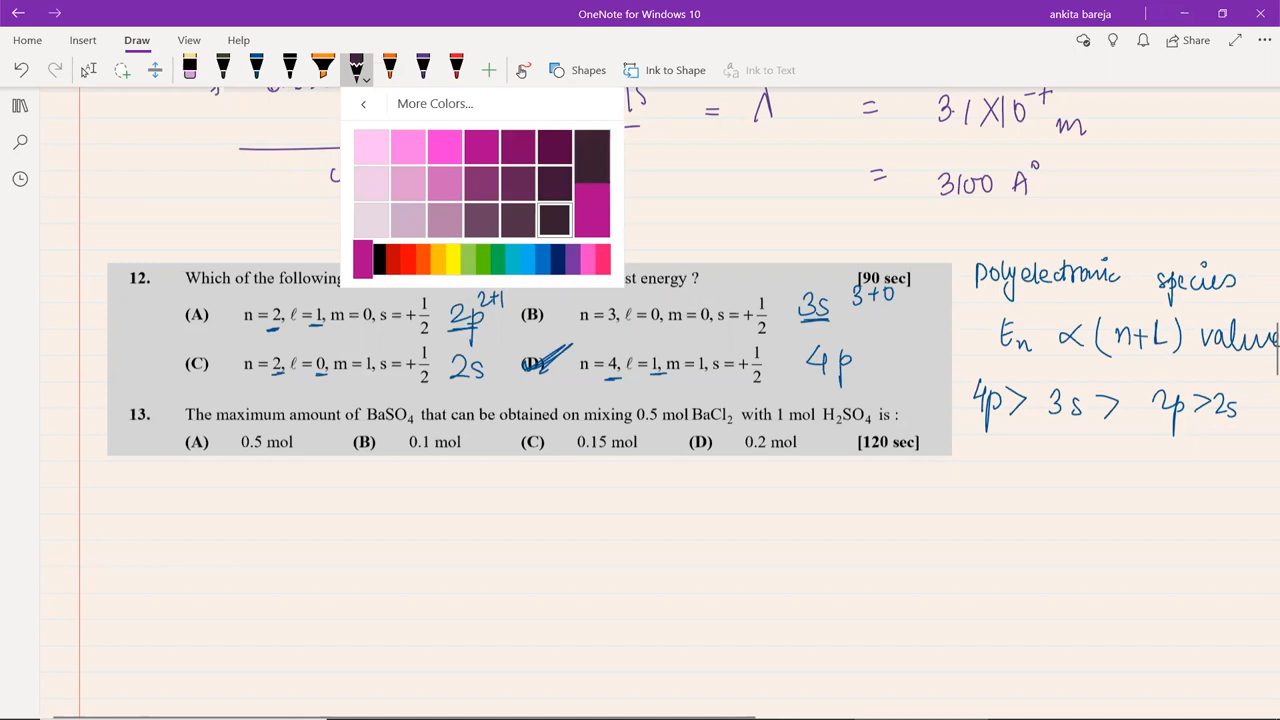 OneNote for Windows 10
ankita bareja
Home Insert Draw View Help
Share
Shapes Ink to Shape Ink to Text
More Colors...
= λ = 3.1 X 10⁻⁷ m
= 3100 A°
12. Which of the following st energy ? [90 sec]
(A) n = 2, ℓ = 1, m = 0, s = +1/2 2p 2+1 (B) n = 3, ℓ = 0, m = 0, s = +1/2 3s 3+0
(C) n = 2, ℓ = 0, m = 1, s = +1/2 2s (D) n = 4, ℓ = 1, m = 1, s = +1/2 4p
13. The maximum amount of BaSO₄ that can be obtained on mixing 0.5 mol BaCl₂ with 1 mol H₂SO₄ is :
(A) 0.5 mol (B) 0.1 mol (C) 0.15 mol (D) 0.2 mol [120 sec]
Polyelectronic species
En ∝ (n+L) value
4p > 3s > 2p > 2s